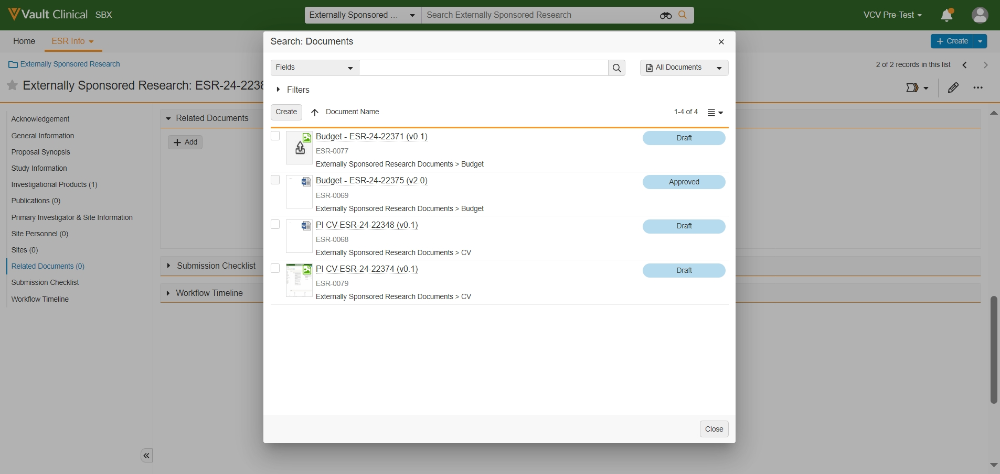 Vault Clinical SBX
Externally Sponsored ...
Search Externally Sponsored Research
VCV Pre-Test
Home
ESR Info
Create
Externally Sponsored Research
2 of 2 records in this list
Externally Sponsored Research: ESR-24-2238
Acknowledgement
General Information
Proposal Synopsis
Study Information
Investigational Products (1)
Publications (0)
Primary Investigator & Site Information
Site Personnel (0)
Sites (0)
Related Documents (0)
Submission Checklist
Workflow Timeline
Related Documents
Add
Submission Checklist
Workflow Timeline
Search: Documents
Fields
All Documents
Filters
Create
Document Name
1-4 of 4
Budget - ESR-24-22371 (v0.1)
Draft
ESR-0077
Externally Sponsored Research Documents > Budget
Budget - ESR-24-22375 (v2.0)
Approved
ESR-0069
Externally Sponsored Research Documents > Budget
PI CV-ESR-24-22348 (v0.1)
Draft
ESR-0068
Externally Sponsored Research Documents > CV
PI CV-ESR-24-22374 (v0.1)
Draft
ESR-0079
Externally Sponsored Research Documents > CV
Close